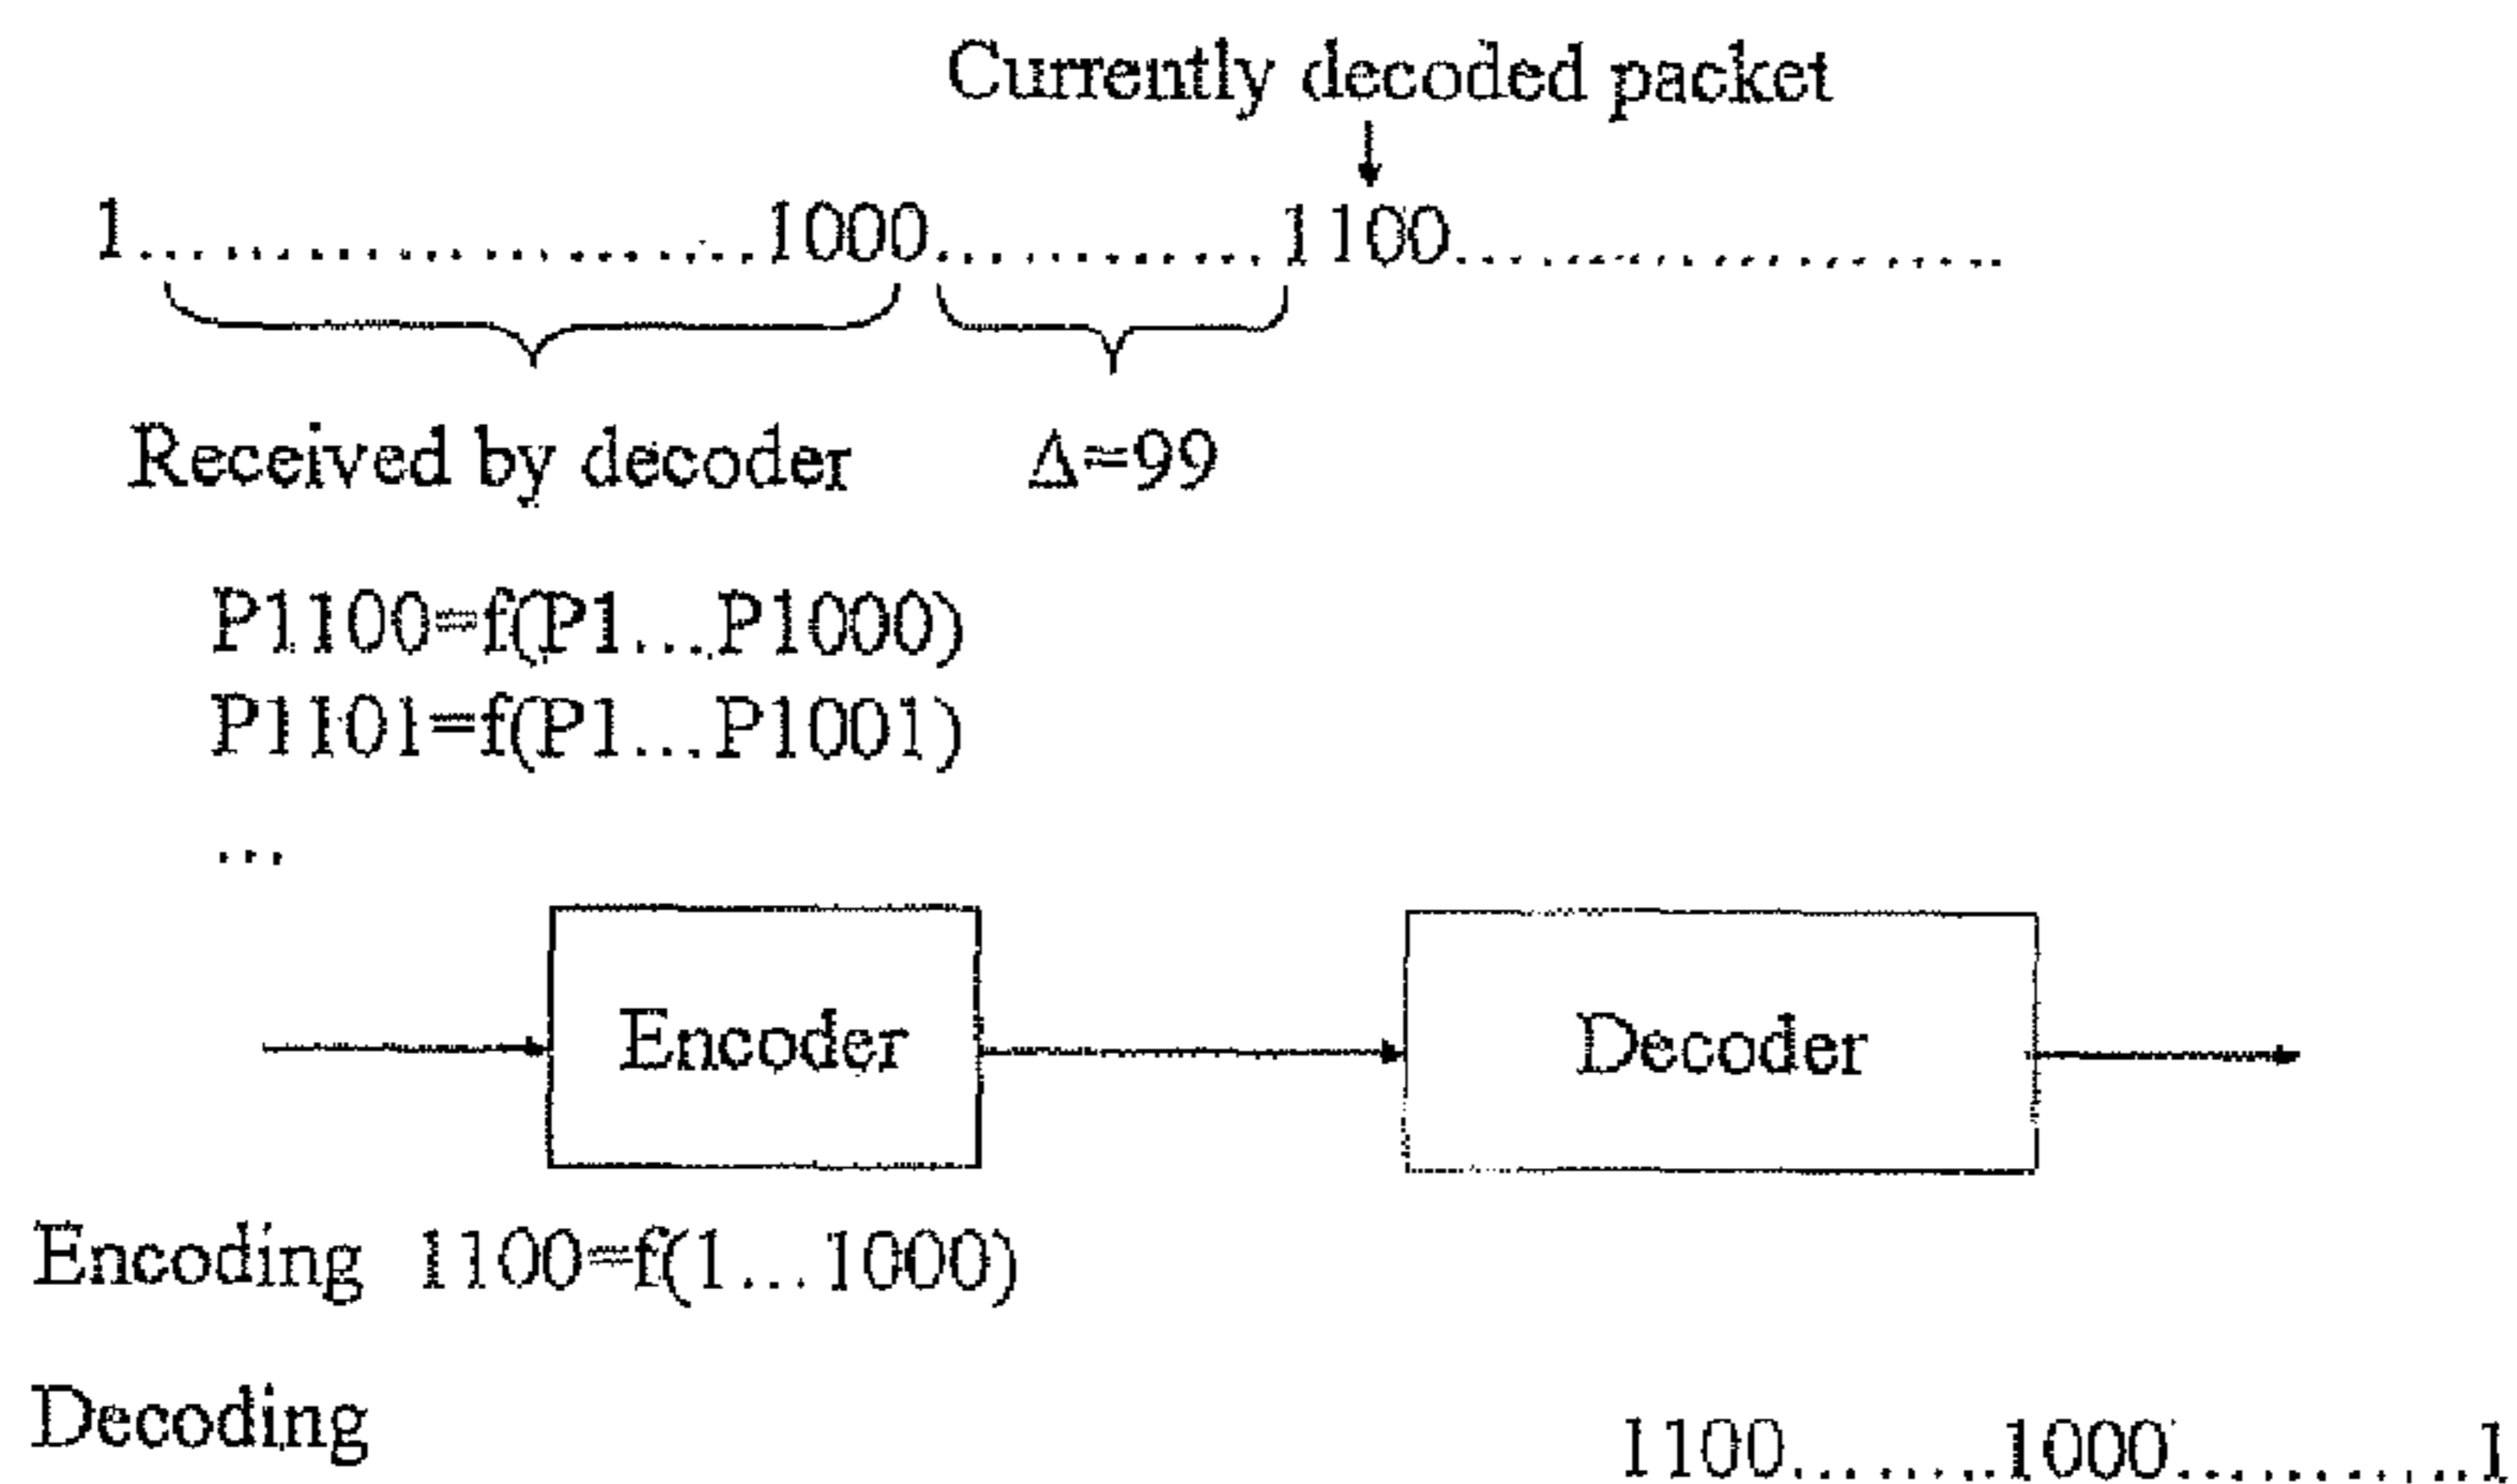 Currently decoded packet
1......................1000............1100....................
Received by decoder
Δ=99
P1100=f(P1...P1000)
P1101=f(P1...P1001)
...
Encoder
Decoder
Encoding 1100=f(1...1000)
Decoding
1100........1000............1